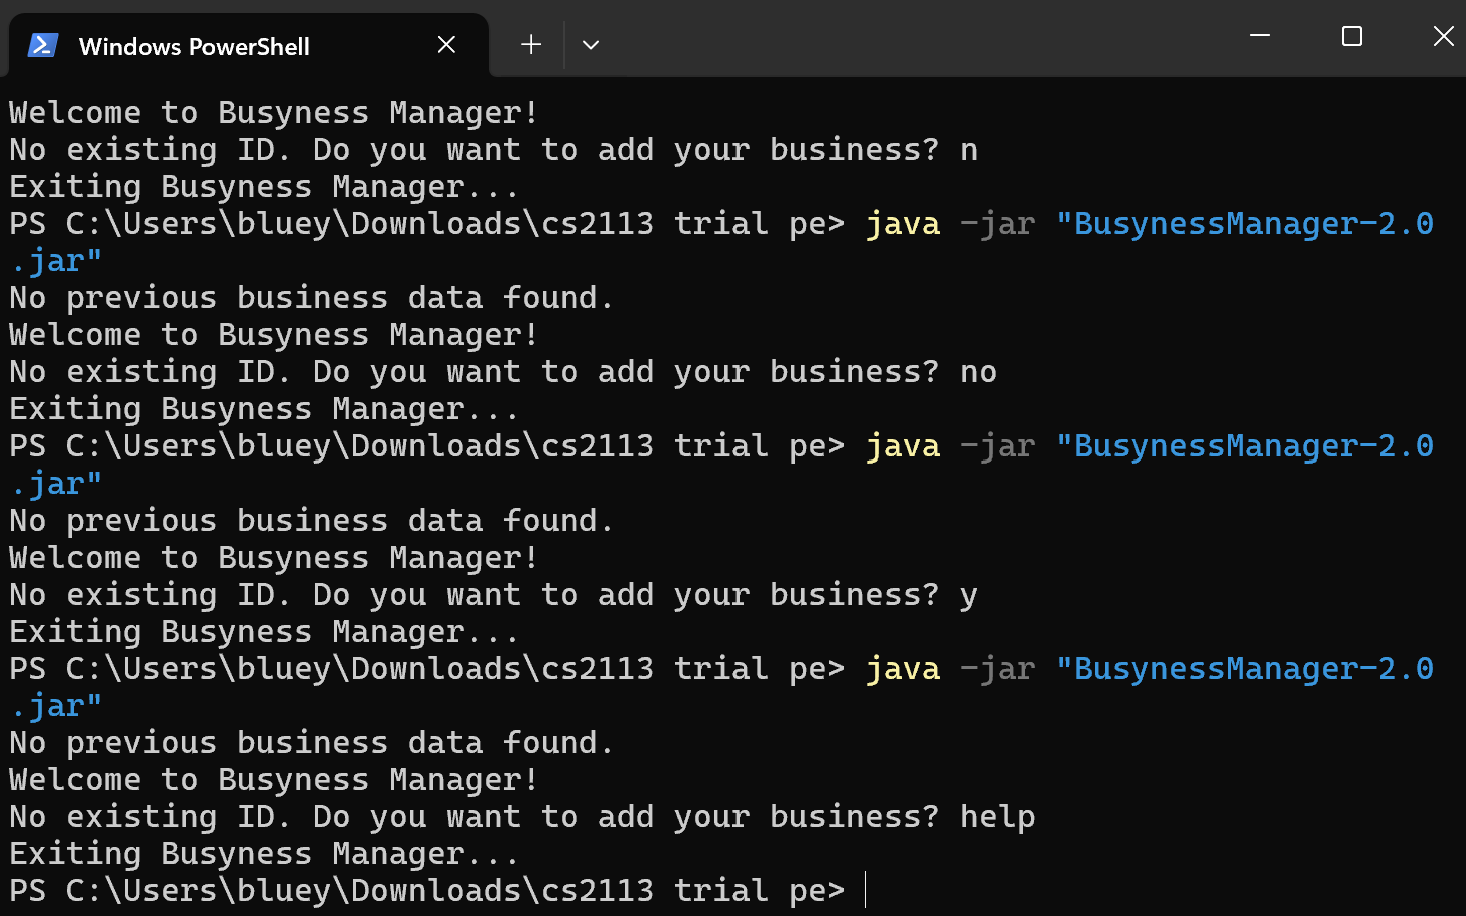 Windows PowerShell
Welcome to Busyness Manager!
No existing ID. Do you want to add your business? n
Exiting Busyness Manager...
PS C:\Users\bluey\Downloads\cs2113 trial pe> java -jar "BusynessManager-2.0
.jar"
No previous business data found.
Welcome to Busyness Manager!
No existing ID. Do you want to add your business? no
Exiting Busyness Manager...
PS C:\Users\bluey\Downloads\cs2113 trial pe> java -jar "BusynessManager-2.0
.jar"
No previous business data found.
Welcome to Busyness Manager!
No existing ID. Do you want to add your business? y
Exiting Busyness Manager...
PS C:\Users\bluey\Downloads\cs2113 trial pe> java -jar "BusynessManager-2.0
.jar"
No previous business data found.
Welcome to Busyness Manager!
No existing ID. Do you want to add your business? help
Exiting Busyness Manager...
PS C:\Users\bluey\Downloads\cs2113 trial pe>